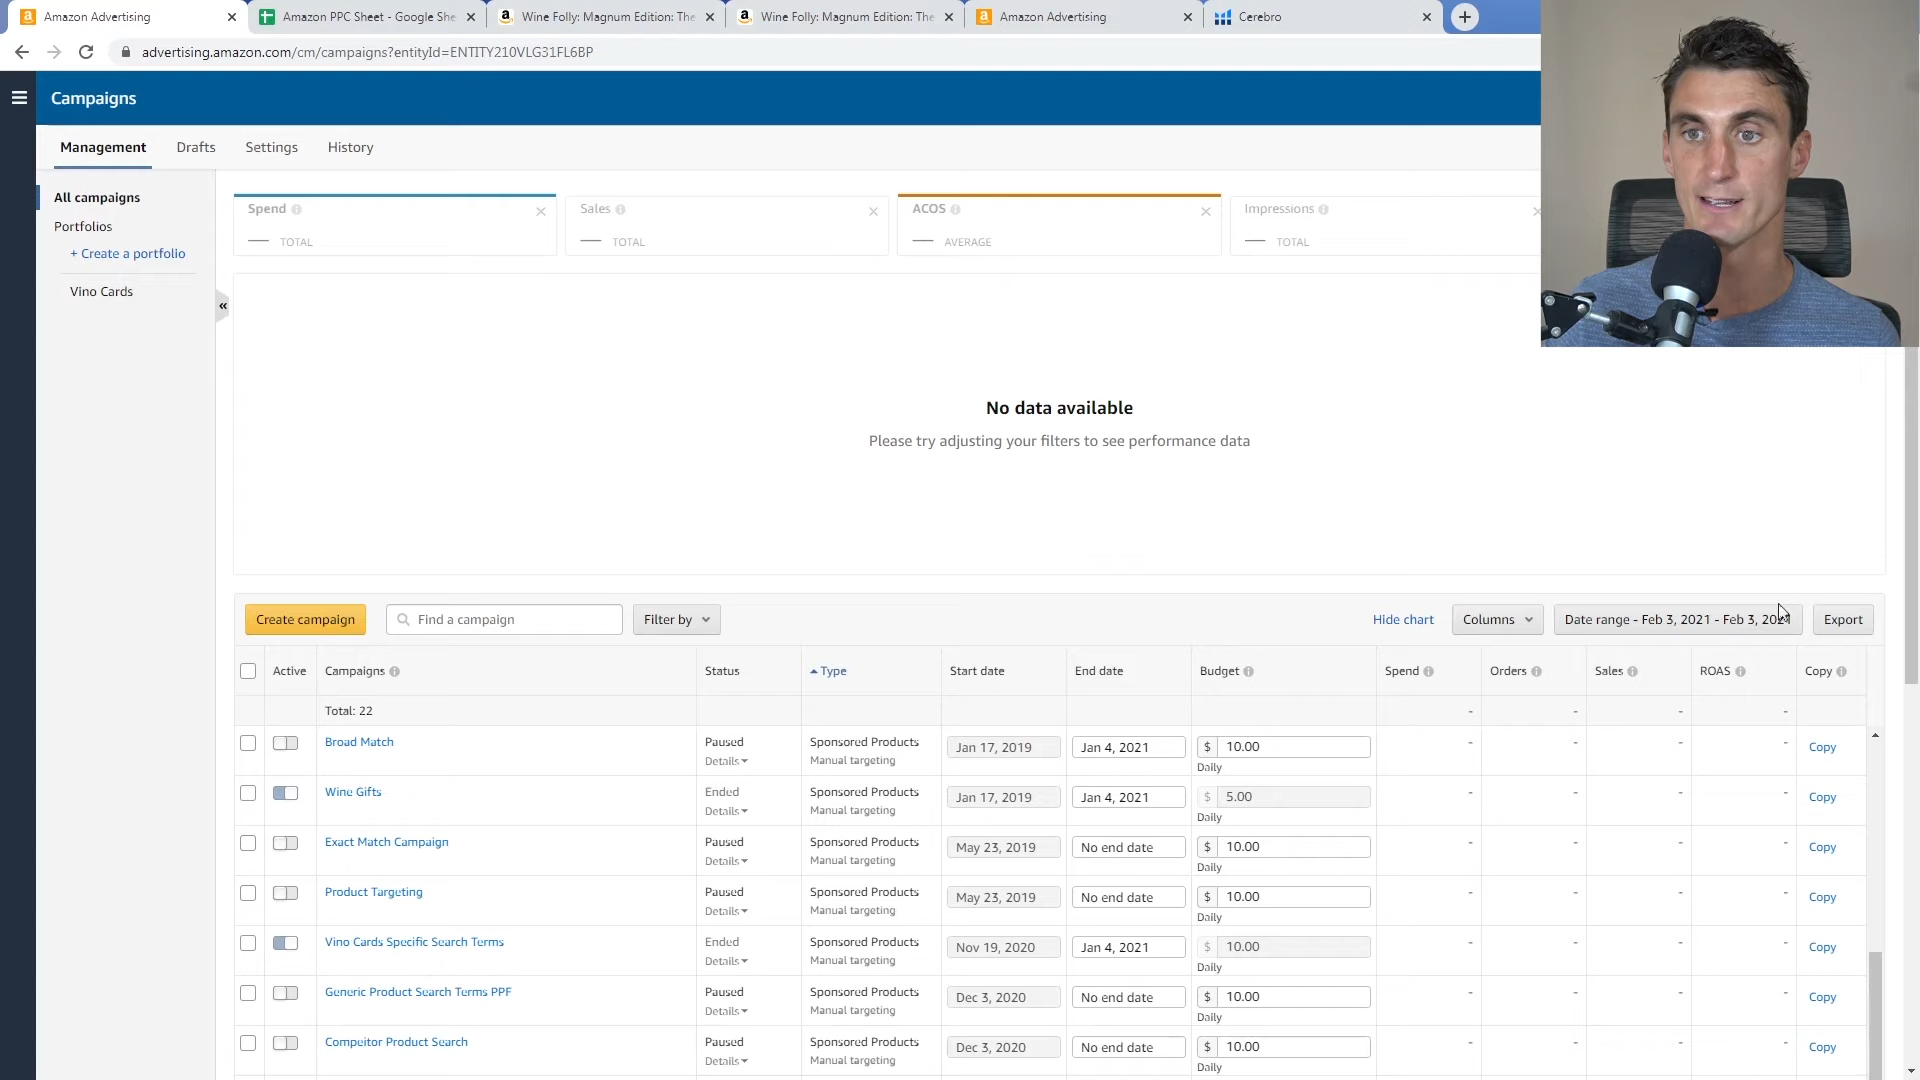 Amazon Advertising
Amazon PPC Sheet - Google She
Wine Folly: Magnum Edition: The
Wine Folly: Magnum Edition: The
Amazon Advertising
Cerebro
advertising.amazon.com/cm/campaigns?entityId=ENTITY210VLG31FL6BP
Campaigns
Management Drafts Settings History
All campaigns
Portfolios
+ Create a portfolio
Vino Cards
«
Spend
TOTAL
Sales
TOTAL
ACOS
AVERAGE
Impressions
TOTAL
No data available
Please try adjusting your filters to see performance data
Create campaign Find a campaign Filter by Hide chart Columns Date range - Feb 3, 2021 - Feb 3, 2021 Export
Active Campaigns Status Type Start date End date Budget Spend Orders Sales ROAS Copy
Total: 22 - - - -
Broad Match Paused Sponsored Products Jan 17, 2019 Jan 4, 2021 $ 10.00 - - - - Copy
Details Manual targeting Daily
Wine Gifts Ended Sponsored Products Jan 17, 2019 Jan 4, 2021 $ 5.00 - - - - Copy
Details Manual targeting Daily
Exact Match Campaign Paused Sponsored Products May 23, 2019 No end date $ 10.00 - - - - Copy
Details Manual targeting Daily
Product Targeting Paused Sponsored Products May 23, 2019 No end date $ 10.00 - - - - Copy
Details Manual targeting Daily
Vino Cards Specific Search Terms Ended Sponsored Products Nov 19, 2020 Jan 4, 2021 $ 10.00 - - - - Copy
Details Manual targeting Daily
Generic Product Search Terms PPF Paused Sponsored Products Dec 3, 2020 No end date $ 10.00 - - - - Copy
Details Manual targeting Daily
Compeitor Product Search Paused Sponsored Products Dec 3, 2020 No end date $ 10.00 - - - - Copy
Details Manual targeting Daily